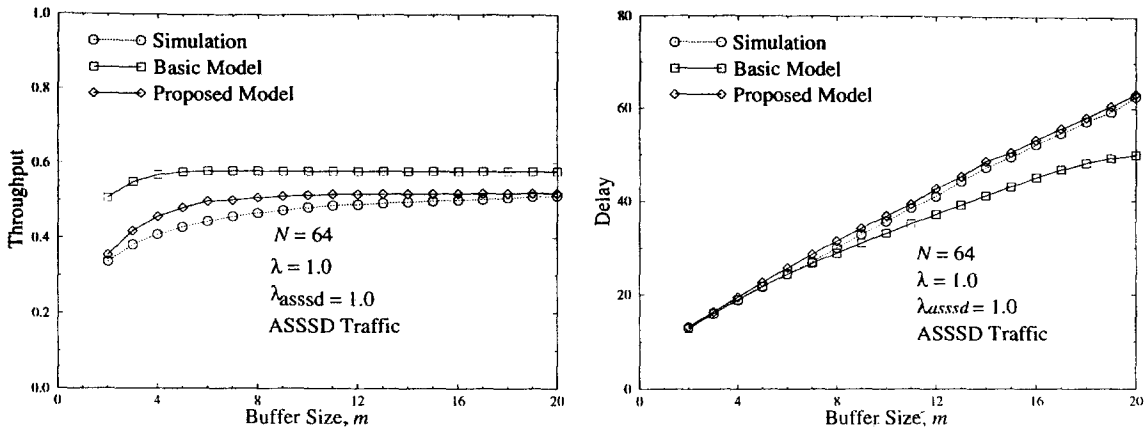 1.0
0.8
0.6
0.4
0.2
0.0
Throughput
Simulation
Basic Model
Proposed Model
N = 64
λ = 1.0
λasssd = 1.0
ASSSD Traffic
0 4 8 12 16 20
Buffer Size, m
80
60
40
20
0
Delay
Simulation
Basic Model
Proposed Model
N = 64
λ = 1.0
λasssd = 1.0
ASSSD Traffic
0 4 8 12 16 20
Buffer Size, m